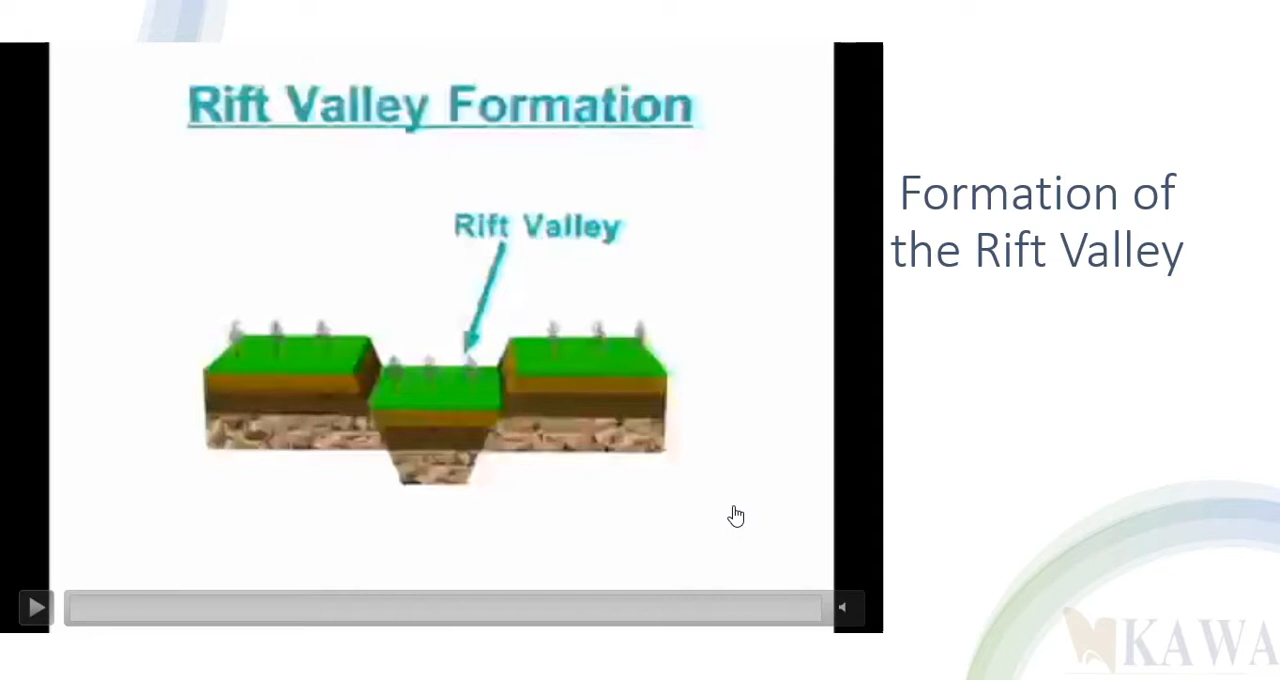 Rift Valley Formation
Rift Valley
Formation of
the Rift Valley
KAWA